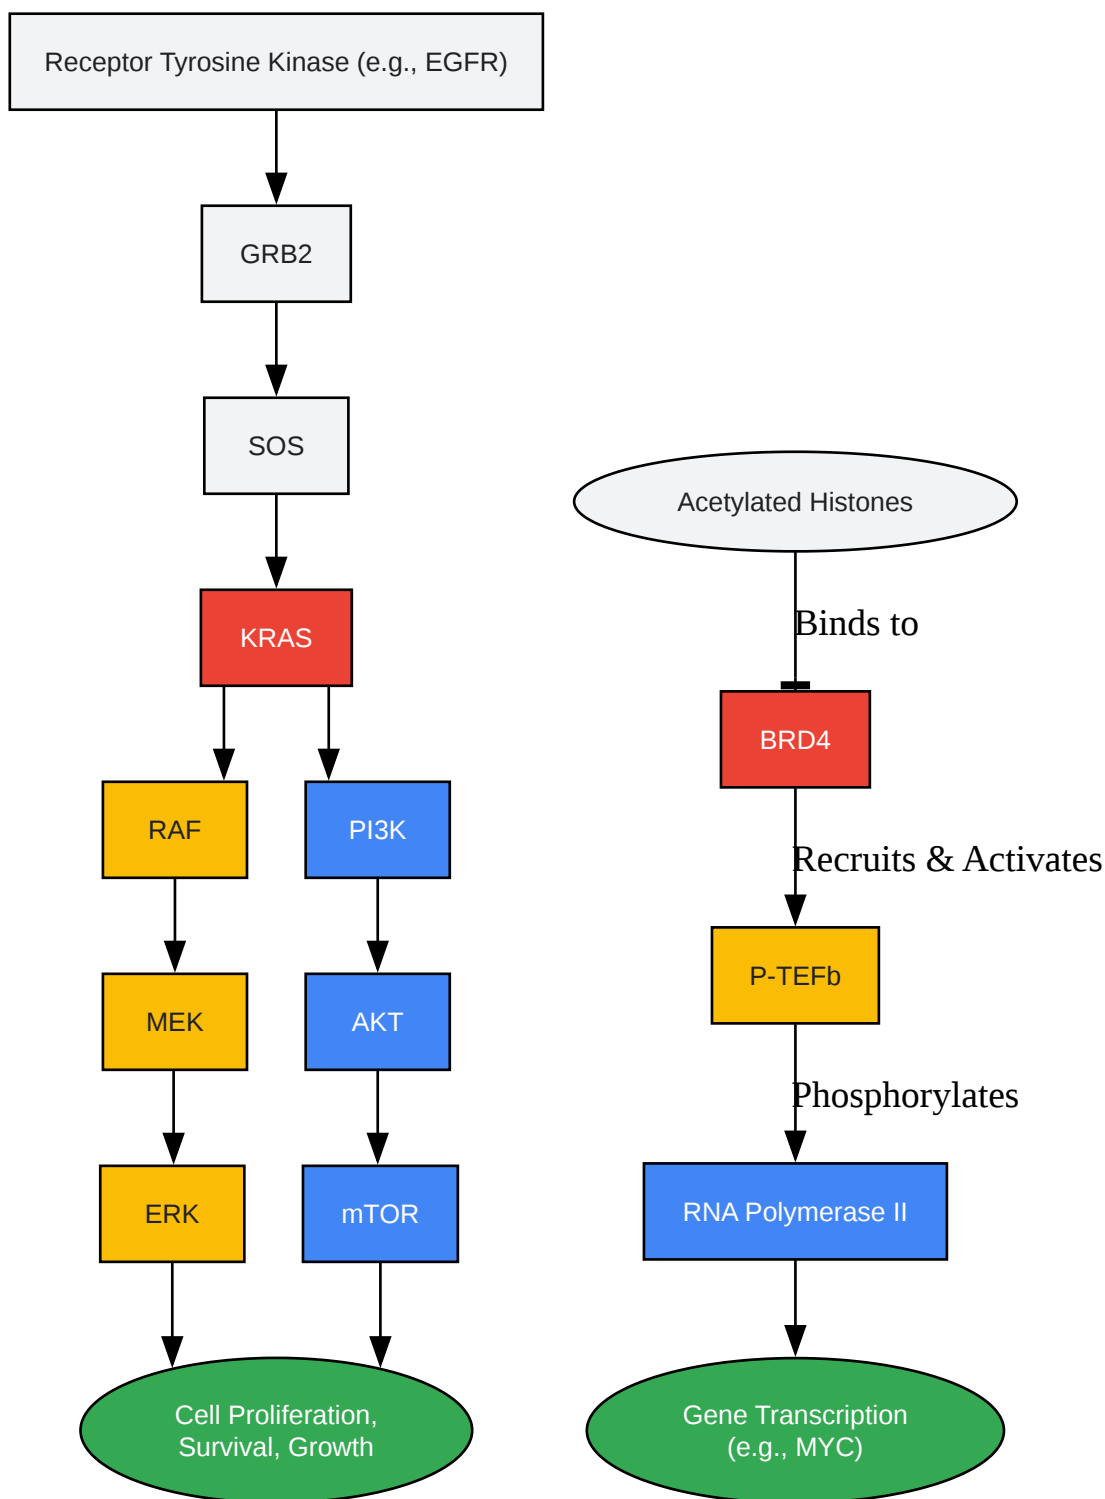 Receptor Tyrosine Kinase (e.g., EGFR)
GRB2
SOS
KRAS
RAF
PI3K
MEK
AKT
ERK
mTOR
Cell Proliferation,
Survival, Growth
Acetylated Histones
Binds to
BRD4
Recruits & Activates
P-TEFb
Phosphorylates
RNA Polymerase II
Gene Transcription
(e.g., MYC)